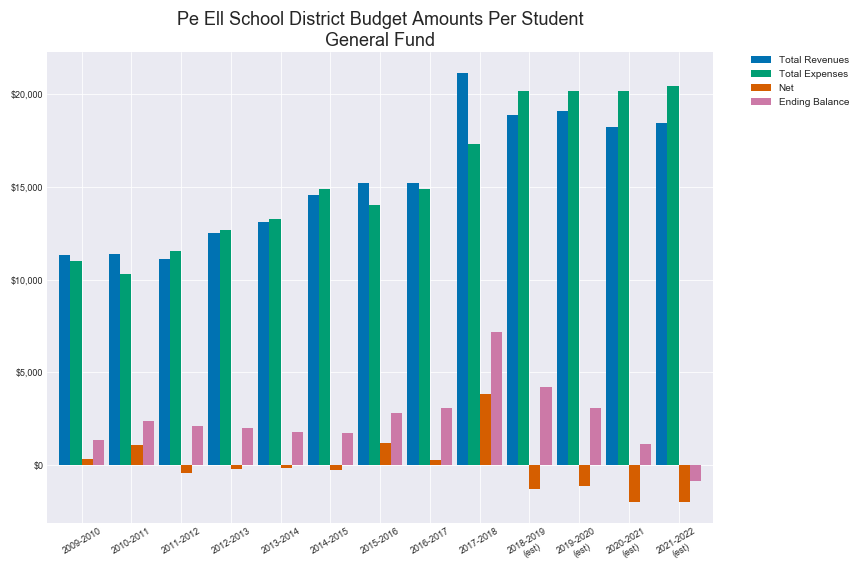 Pe Ell School District Budget Amounts Per Student
General Fund
Total Revenues
Total Expenses
Net
Ending Balance
$20,000
$15,000
$10,000
$5,000
$0
2009-2010
2010-2011
2011-2012
2012-2013
2013-2014
2014-2015
2015-2016
2016-2017
2017-2018
2018-2019
(est)
2019-2020
(est)
2020-2021
(est)
2021-2022
(est)